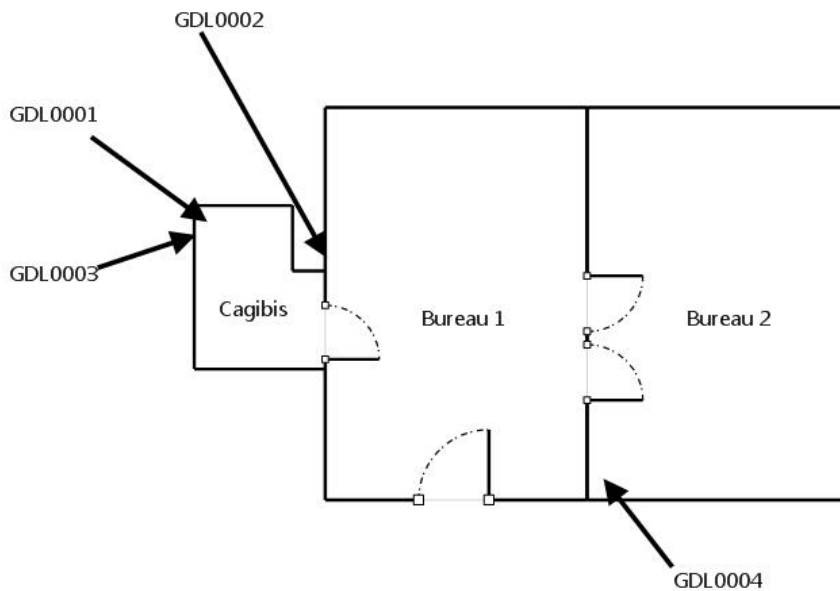 GDL0002
GDL0001
GDL0003
Cagibis
Bureau 1
Bureau 2
GDL0004